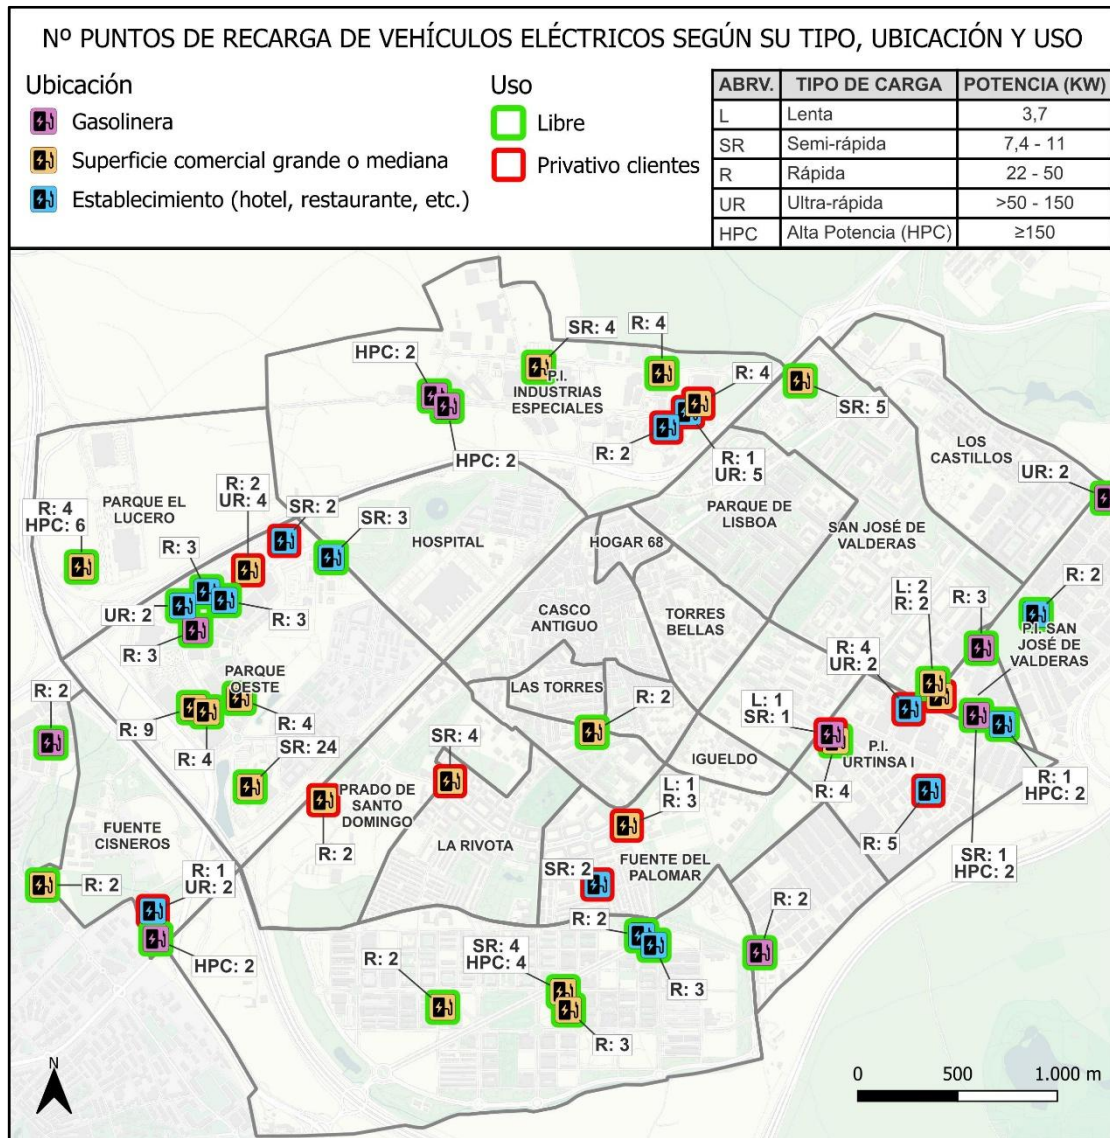 Nº PUNTOS DE RECARGA DE VEHÍCULOS ELÉCTRICOS SEGÚN SU TIPO, UBICACIÓN Y USO
Ubicación
Gasolinera
Superficie comercial grande o mediana
Establecimiento (hotel, restaurante, etc.)
Uso
Libre
Privativo clientes
ABRV. TIPO DE CARGA POTENCIA (KW)
L Lenta 3,7
SR Semi-rápida 7,4 - 11
R Rápida 22 - 50
UR Ultra-rápida >50 - 150
HPC Alta Potencia (HPC) ≥150
SR: 4
R: 4
HPC: 2
P.I.
INDUSTRIAS
ESPECIALES
R: 4
SR: 5
HPC: 2
R: 2
R: 1
UR: 5
LOS
CASTILLOS
UR: 2
PARQUE EL
LUCERO
R: 4
HPC: 6
R: 2
UR: 4
SR: 2
SR: 3
HOSPITAL
PARQUE DE
LISBOA
SAN JOSÉ DE
VALDERAS
HOGAR 68
R: 3
UR: 2
R: 3
R: 3
CASCO
ANTIGUO
TORRES
BELLAS
L: 2
R: 2
R: 3
R: 2
P.I. SAN
JOSÉ DE
VALDERAS
R: 4
UR: 2
PARQUE
OESTE
LAS TORRES
R: 2
R: 2
R: 9
R: 4
R: 4
SR: 24
SR: 4
L: 1
SR: 1
IGUELDO
P.I.
URTINSA I
R: 4
R: 1
HPC: 2
PRADO DE
SANTO
DOMINGO
R: 2
L: 1
R: 3
FUENTE
CISNEROS
LA RIVOTA
R: 5
SR: 1
HPC: 2
SR: 2
FUENTE DEL
PALOMAR
R: 2
R: 1
UR: 2
R: 2
R: 2
HPC: 2
R: 2
SR: 4
HPC: 4
R: 3
R: 3
N
0 500 1.000 m